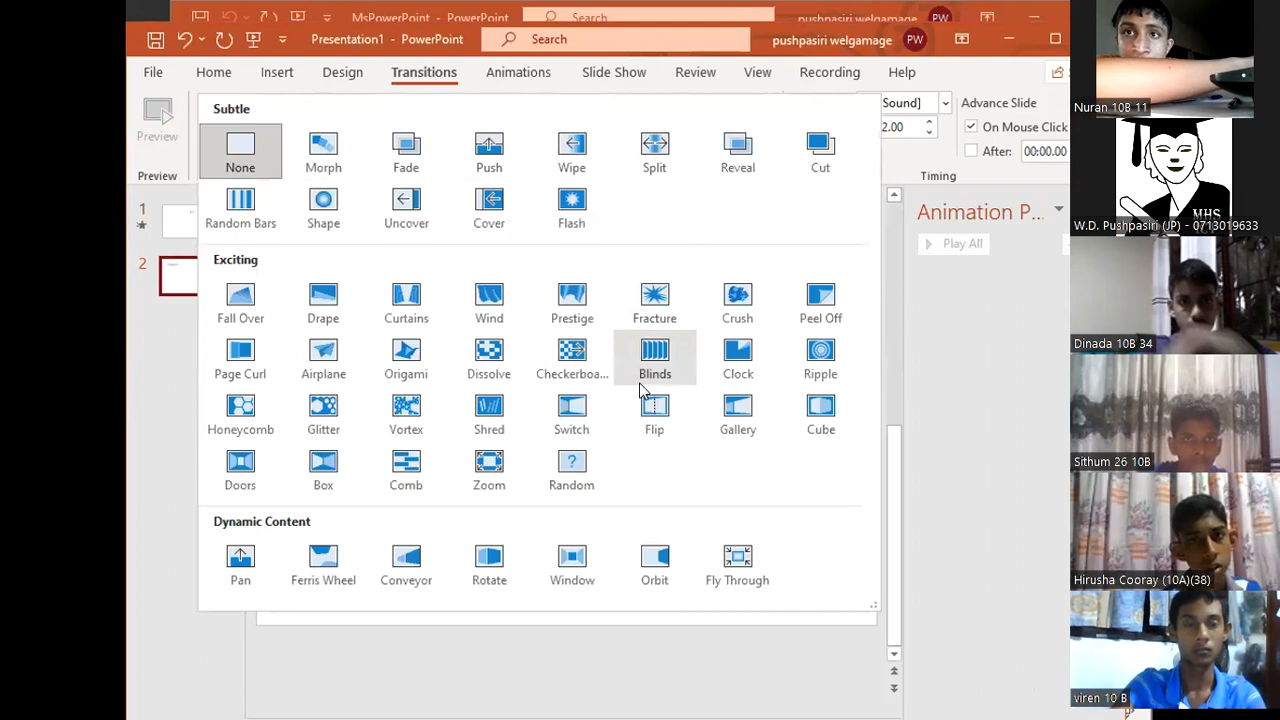 MsPowerPoint - PowerPoint
Search
pushpasiri welgamage
PW
Presentation1 - PowerPoint
Search
pushpasiri welgamage
PW
File
Home
Insert
Design
Transitions
Animations
Slide Show
Review
View
Recording
Help
Preview
Preview
Subtle
None
Morph
Fade
Push
Wipe
Split
Reveal
Cut
Random Bars
Shape
Uncover
Cover
Flash
Exciting
Fall Over
Drape
Curtains
Wind
Prestige
Fracture
Crush
Peel Off
Page Curl
Airplane
Origami
Dissolve
Checkerboa...
Blinds
Clock
Ripple
Honeycomb
Glitter
Vortex
Shred
Switch
Flip
Gallery
Cube
Doors
Box
Comb
Zoom
Random
Dynamic Content
Pan
Ferris Wheel
Conveyor
Rotate
Window
Orbit
Fly Through
Sound]
2.00
Advance Slide
On Mouse Click
After: 00:00.00
Timing
1
2
Animation P...
Play All
Nuran 10B 11
MHS
ICT
W.D. Pushpasiri (JP) - 0713019633
Dinada 10B 34
Sithum 26 10B
Hirusha Cooray (10A)(38)
viren 10 B